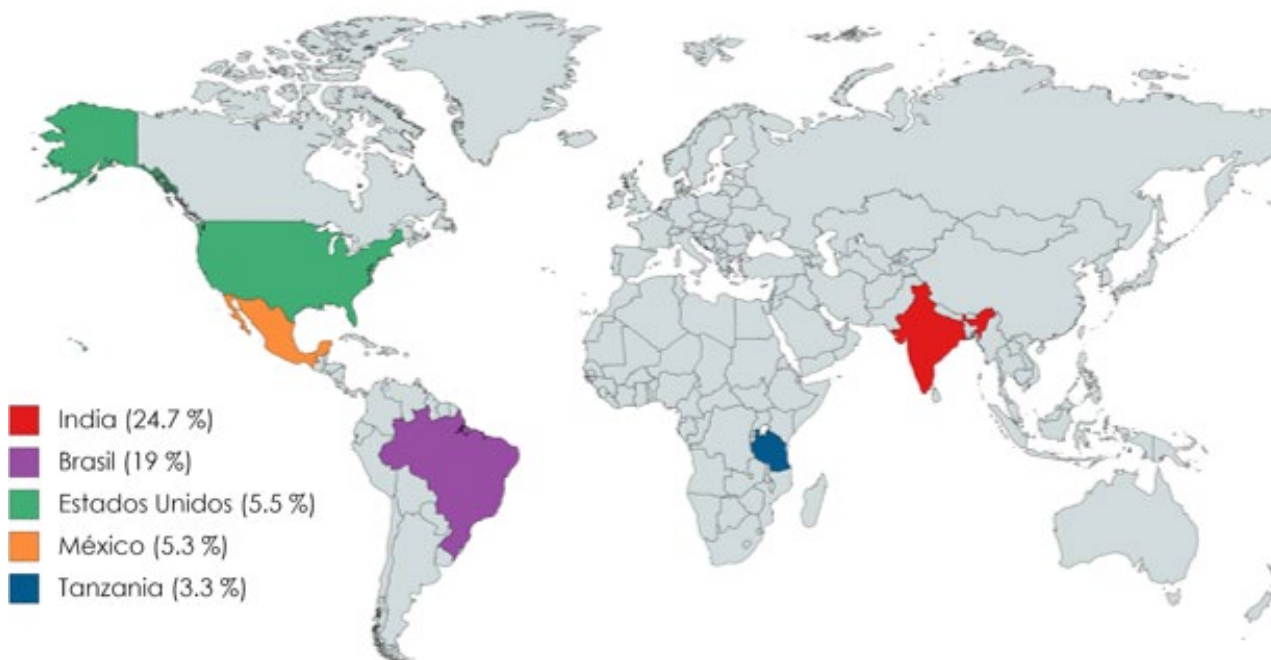 India (24.7 %)
Brasil (19 %)
Estados Unidos (5.5 %)
México (5.3 %)
Tanzania (3.3 %)